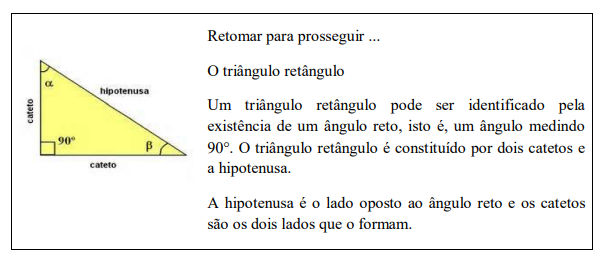 Retomar para prosseguir ...
O triângulo retângulo
Um triângulo retângulo pode ser identificado pela
existência de um ângulo reto, isto é, um ângulo medindo
90°. O triângulo retângulo é constituído por dois catetos e
a hipotenusa.
A hipotenusa é o lado oposto ao ângulo reto e os catetos
são os dois lados que o formam.
α
hipotenusa
cateto
90°
β
cateto